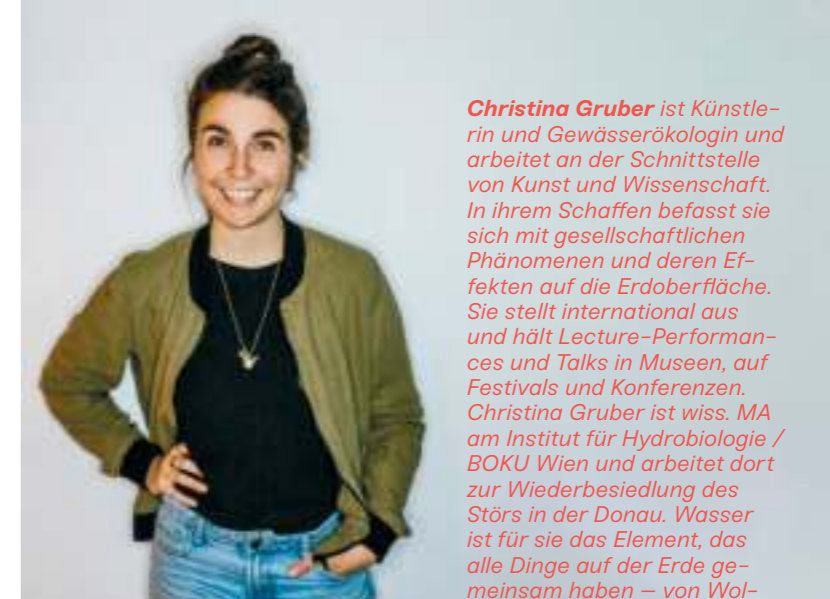 Christina Gruber ist Künstle-
rin und Gewässerökologin und
arbeitet an der Schnittstelle
von Kunst und Wissenschaft.
In ihrem Schaffen befasst sie
sich mit gesellschaftlichen
Phänomenen und deren Ef-
fekten auf die Erdoberfläche.
Sie stellt international aus
und hält Lecture-Performan-
ces und Talks in Museen, auf
Festivals und Konferenzen.
Christina Gruber ist wiss. MA
am Institut für Hydrobiologie /
BOKU Wien und arbeitet dort
zur Wiederbesiedlung des
Störs in der Donau. Wasser
ist für sie das Element, das
alle Dinge auf der Erde ge-
meinsam haben – von Wol-